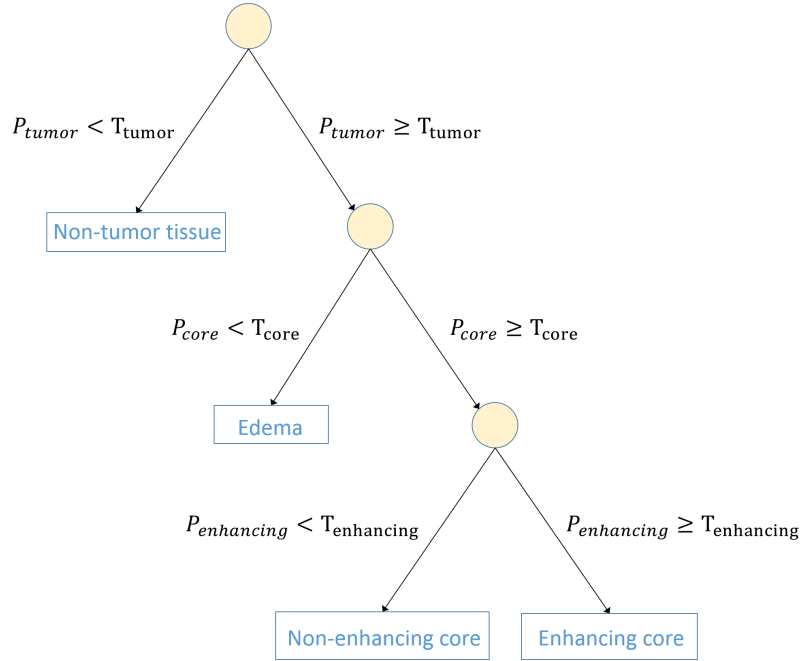 P_tumor < T_tumor
P_tumor ≥ T_tumor
Non-tumor tissue
P_core < T_core
P_core ≥ T_core
Edema
P_enhancing < T_enhancing
P_enhancing ≥ T_enhancing
Non-enhancing core
Enhancing core